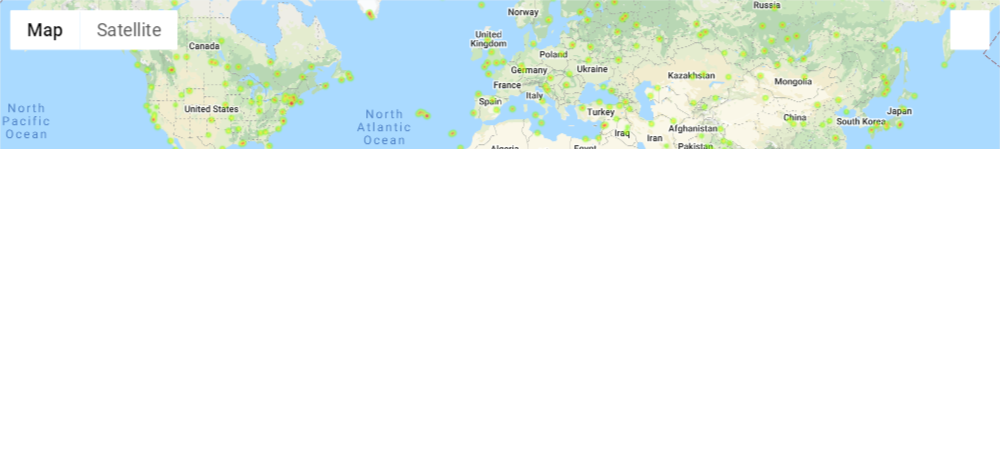 Map
Satellite
Norway
Russia
United
Kingdom
Canada
Poland
Germany
Ukraine
Kazakhstan
Mongolia
France
Italy
Spain
United States
North
Pacific
Ocean
North
Atlantic
Ocean
Turkey
China
Japan
South Korea
Iraq
Iran
Afghanistan
Pakistan
Algeria
Egypt